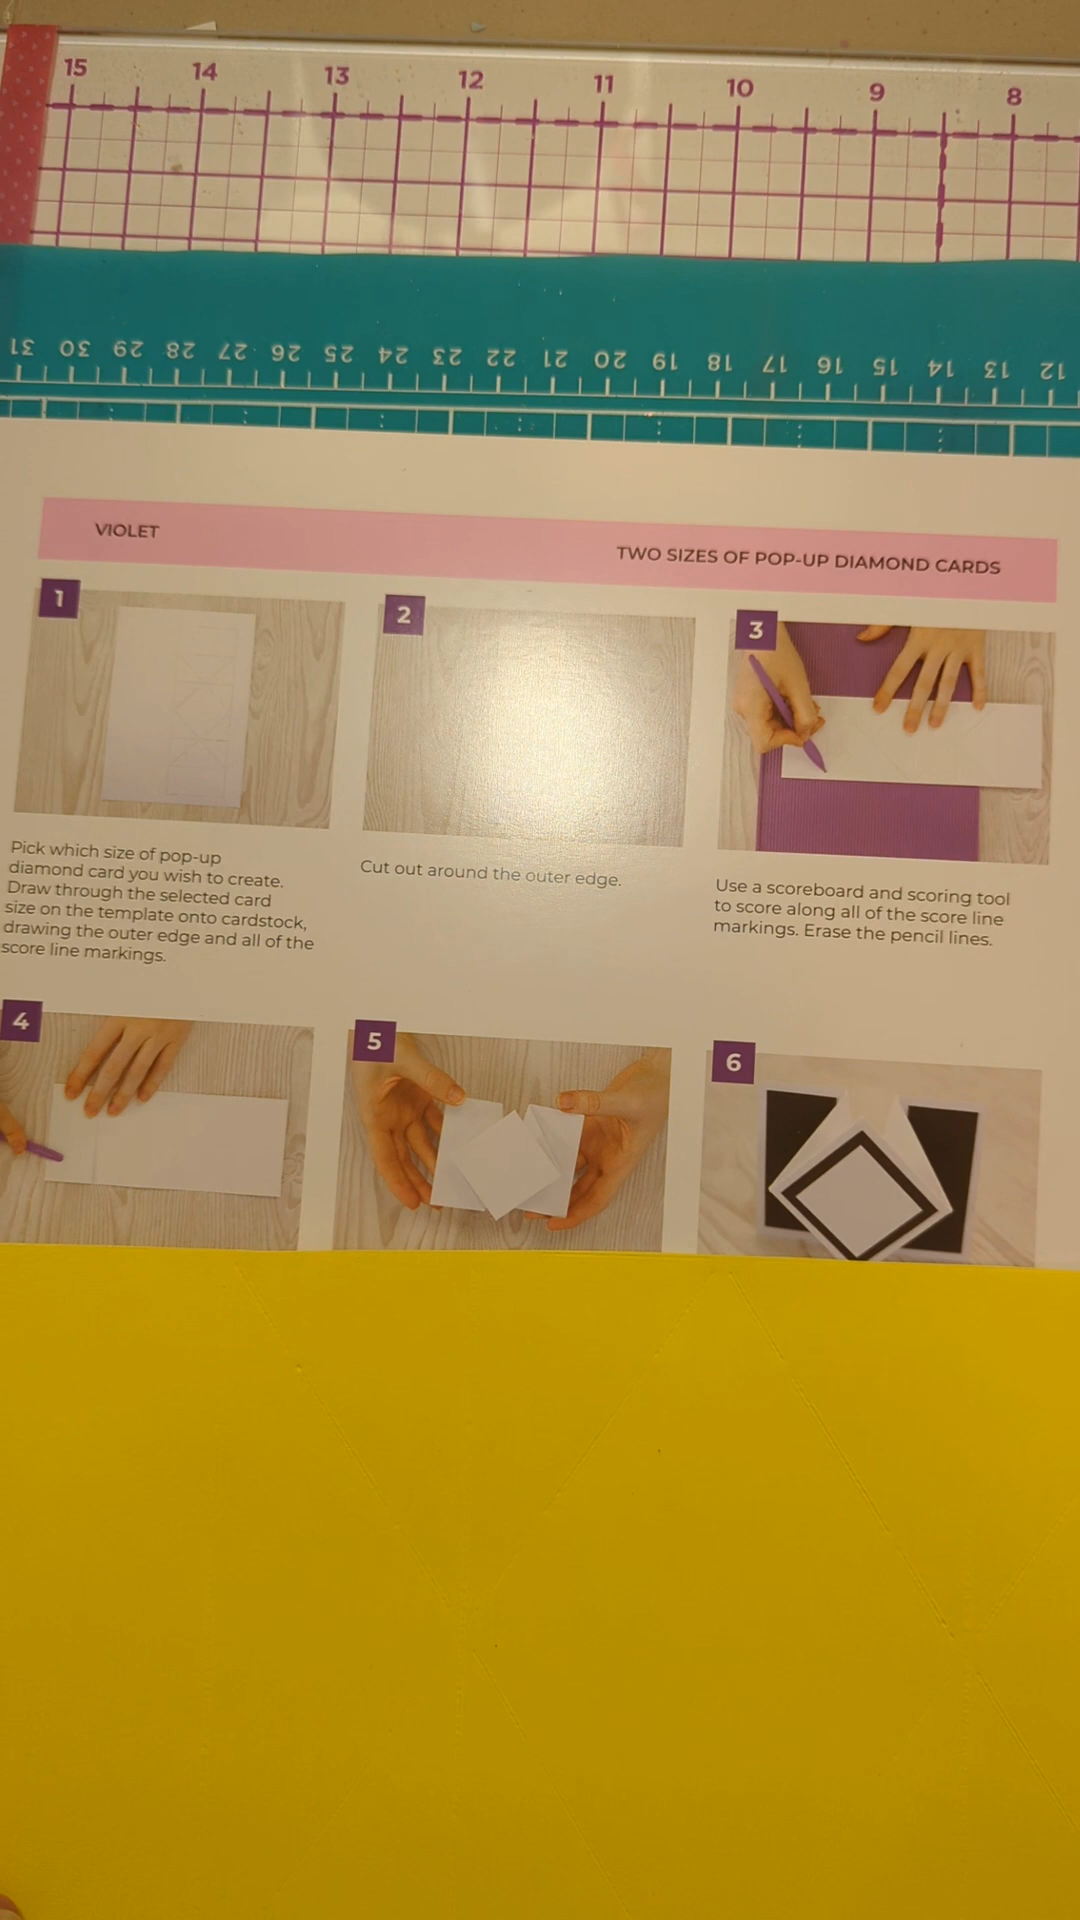 15 14 13 12 11 10 9 8
31 30 29 28 27 26 25 24 23 22 21 20 19 18 17 16 15 14 13 12
VIOLET
TWO SIZES OF POP-UP DIAMOND CARDS
1
2
3
Pick which size of pop-up
diamond card you wish to create.
Draw through the selected card
size on the template onto cardstock,
drawing the outer edge and all of the
score line markings.
Cut out around the outer edge.
Use a scoreboard and scoring tool
to score along all of the score line
markings. Erase the pencil lines.
4
5
6